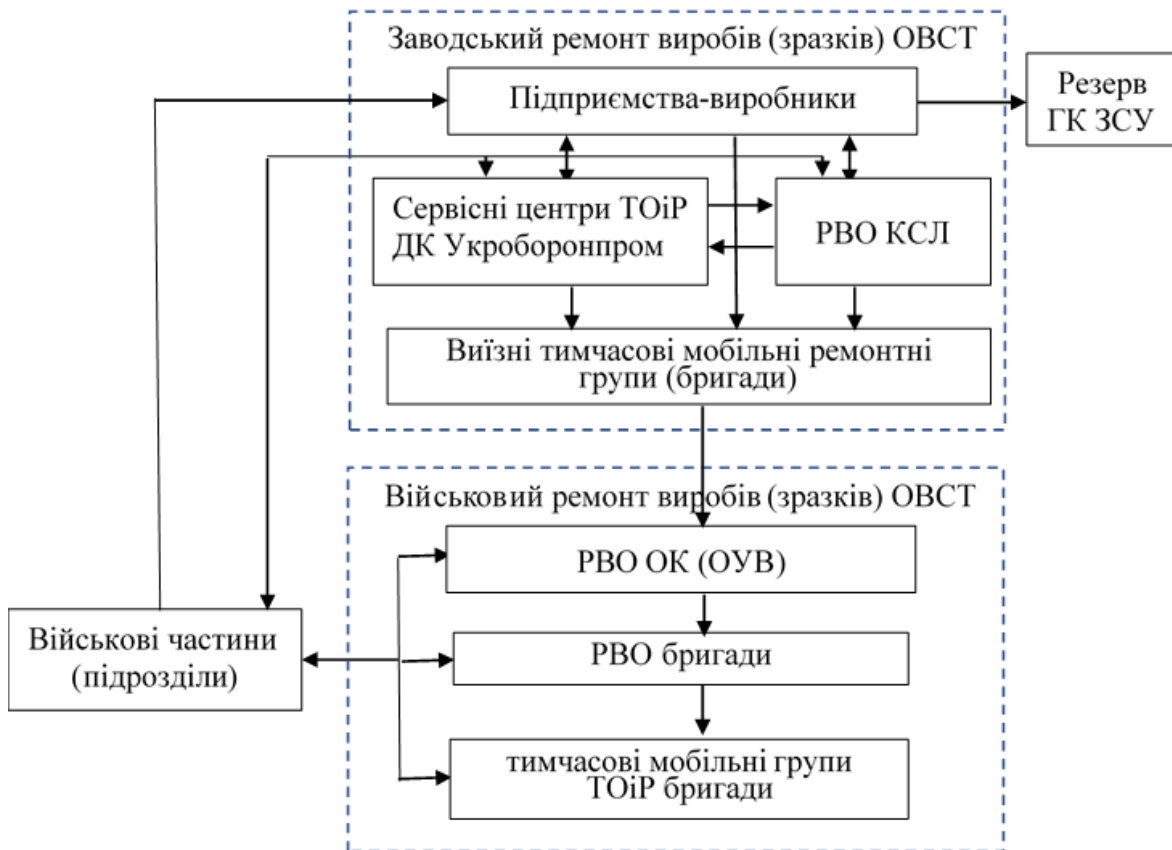 Заводський ремонт виробів (зразків) ОВСТ
Підприємства-виробники
Резерв
ГК ЗСУ
Сервісні центри ТОіР
ДК Укроборонпром
РВО КСЛ
Виїзні тимчасові мобільні ремонтні
групи (бригади)
Військовий ремонт виробів (зразків) ОВСТ
РВО ОК (ОУВ)
Військові частини
(підрозділи)
РВО бригади
тимчасові мобільні групи
ТОіР бригади